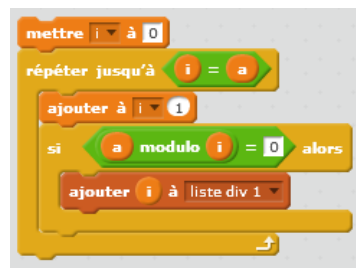 mettre i à 0
répéter jusqu'à i = a
ajouter à i 1
si a modulo i = 0 alors
ajouter i à liste div 1